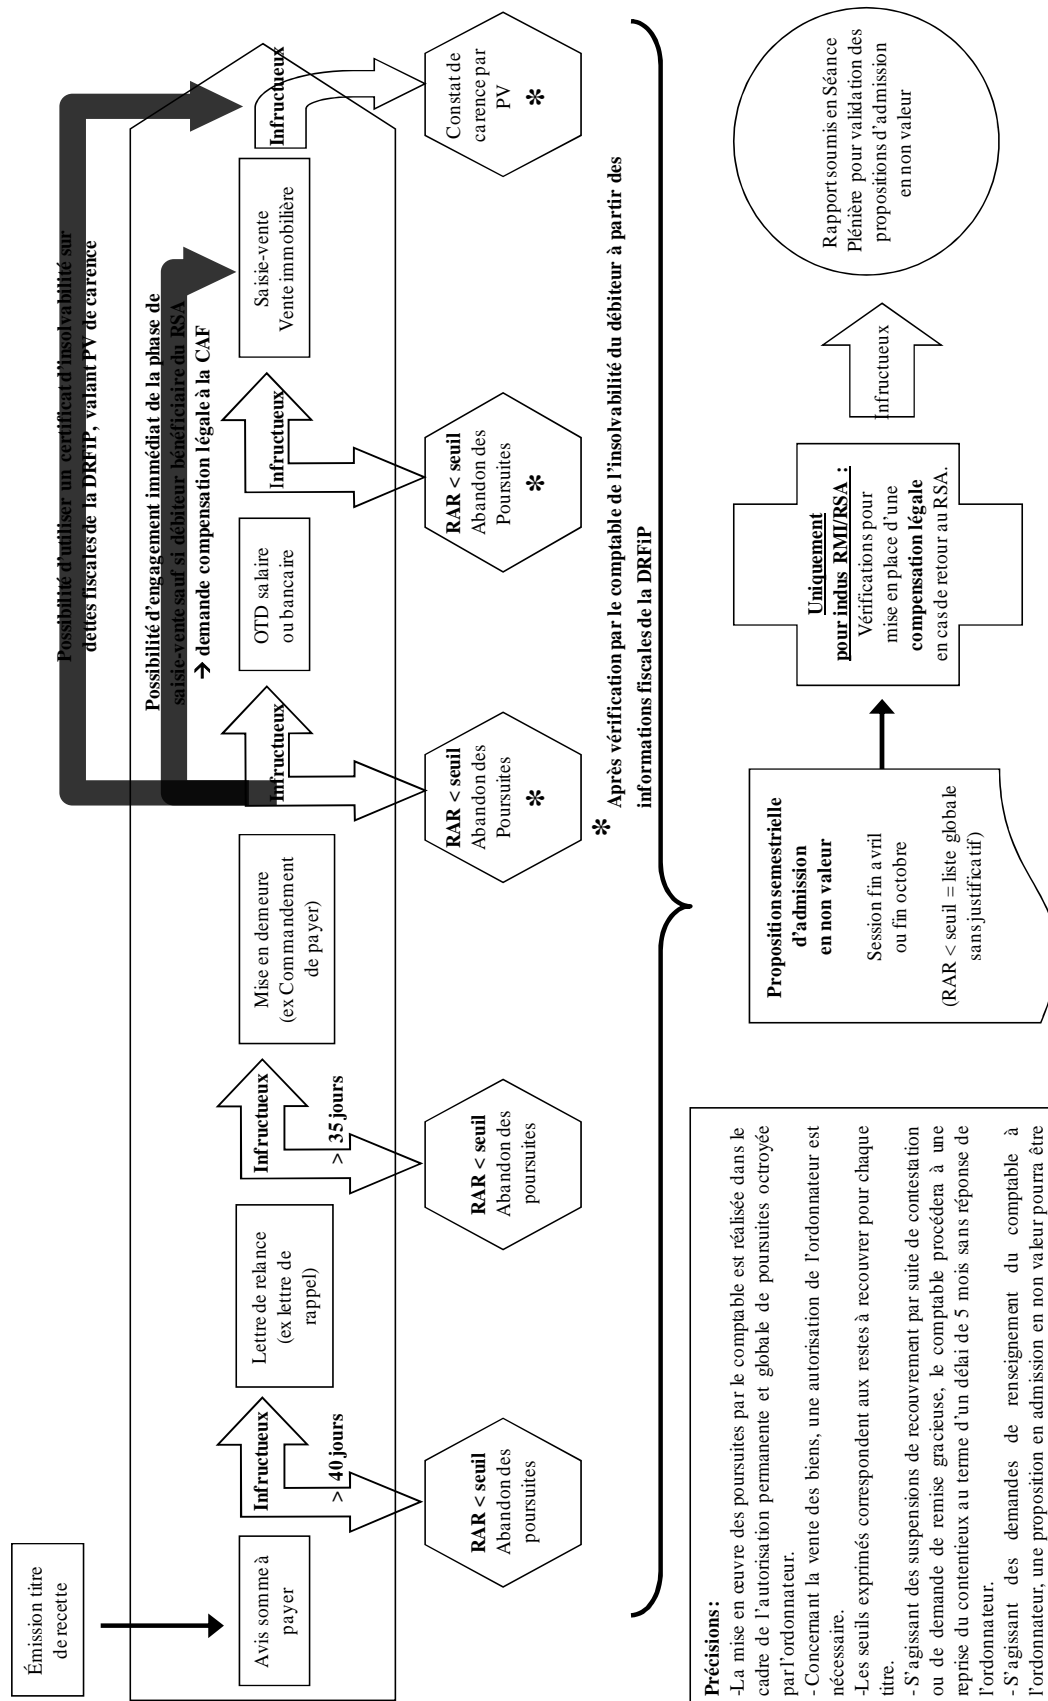 Émission titre
de recette
Avis somme à
payer
Infructueux
> 40 jours
RAR < seuil
Abandon des
poursuites
Lettre de relance
(ex lettre de
rappel)
Infructueux
> 35 jours
RAR < seuil
Abandon des
poursuites
Mise en demeure
(ex Commandement
de payer)
Infructueux
RAR < seuil
Abandon des
Poursuites
*
OTD salaire
ou bancaire
Infructueux
RAR < seuil
Abandon des
Poursuites
*
Saisie-vente
Vente immobilière
Infructueux
Constat de
carence par
PV
*
Possibilité d'utiliser un certificat d'insolvabilité sur
dettes fiscales de la DRFiP, valant PV de carence
Possibilité d'engagement immédiat de la phase de
saisie-vente sauf si débiteur bénéficiaire du RSA
→ demande compensation légale à la CAF
* Après vérification par le comptable de l'insolvabilité du débiteur à partir des
informations fiscales de la DRFiP
Précisions :
-La mise en œuvre des poursuites par le comptable est réalisée dans le
cadre de l'autorisation permanente et globale de poursuites octroyée
par l'ordonnateur.
- Concernant la vente des biens, une autorisation de l'ordonnateur est
nécessaire.
-Les seuils exprimés correspondent aux restes à recouvrer pour chaque
titre.
- S'agissant des suspensions de recouvrement par suite de contestation
ou de demande de remise gracieuse, le comptable procédera à une
reprise du contentieux au terme d'un délai de 5 mois sans réponse de
l'ordonnateur.
- S'agissant des demandes de renseignement du comptable à
l'ordonnateur, une proposition en admission en non valeur pourra être
Proposition semestrielle
d'admission
en non valeur
Session fin avril
ou fin octobre
(RAR < seuil = liste globale
sans justificatif)
Uniquement
pour indus RMI/RSA :
Vérifications pour
mise en place d'une
compensation légale
en cas de retour au RSA.
Infructueux
Rapport soumis en Séance
Plénière pour validation des
propositions d'admission
en non valeur